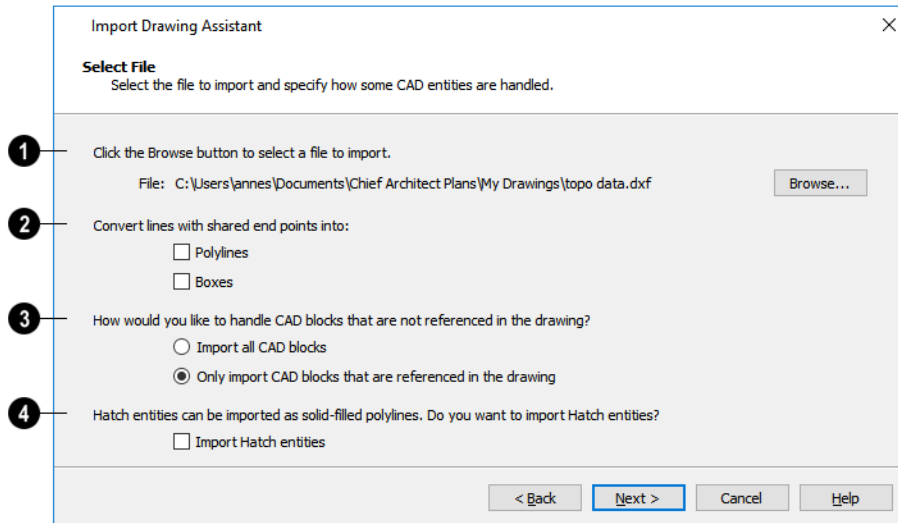 Import Drawing Assistant
Select File
Select the file to import and specify how some CAD entities are handled.
1 Click the Browse button to select a file to import.
File: C:\Users\annes\Documents\Chief Architect Plans\My Drawings\topo data.dxf Browse...
2 Convert lines with shared end points into:
Polylines
Boxes
3 How would you like to handle CAD blocks that are not referenced in the drawing?
Import all CAD blocks
Only import CAD blocks that are referenced in the drawing
4 Hatch entities can be imported as solid-filled polylines. Do you want to import Hatch entities?
Import Hatch entities
< Back Next > Cancel Help